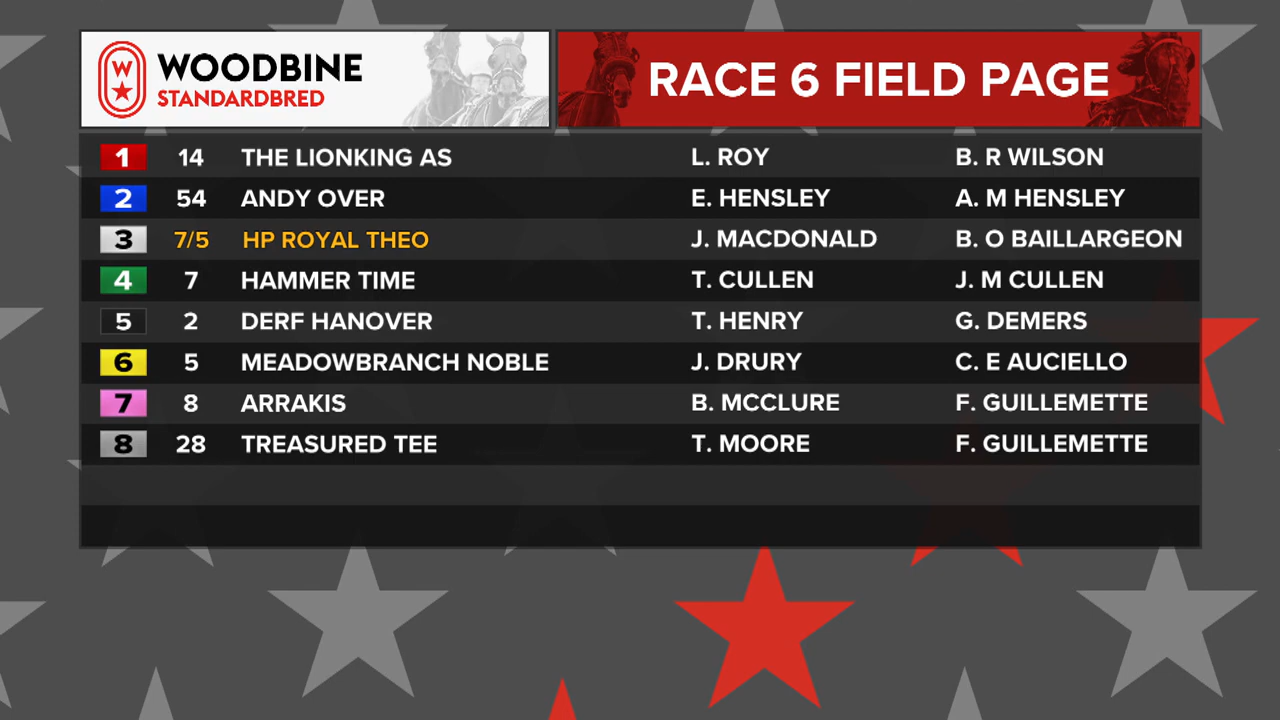 W
WOODBINE
STANDARDBRED
RACE 6 FIELD PAGE
1 14 THE LIONKING AS L. ROY B. R WILSON
2 54 ANDY OVER E. HENSLEY A. M HENSLEY
3 7/5 HP ROYAL THEO J. MACDONALD B. O BAILLARGEON
4 7 HAMMER TIME T. CULLEN J. M CULLEN
5 2 DERF HANOVER T. HENRY G. DEMERS
6 5 MEADOWBRANCH NOBLE J. DRURY C. E AUCIELLO
7 8 ARRAKIS B. MCCLURE F. GUILLEMETTE
8 28 TREASURED TEE T. MOORE F. GUILLEMETTE